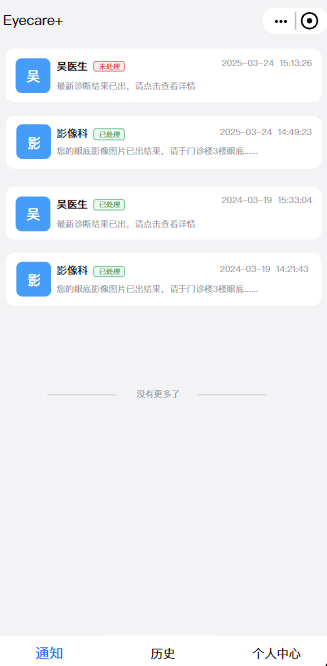 Eyecare+
吴
吴医生 未处理 2025-03-24 15:13:26
最新诊断结果已出，请点击查看详情
影
影像科 已处理 2025-03-24 14:49:23
您的眼底影像图片已出结果，请于门诊楼3楼眼底......
吴
吴医生 已处理 2024-03-19 15:33:04
最新诊断结果已出，请点击查看详情
影
影像科 已处理 2024-03-19 14:21:43
您的眼底影像图片已出结果，请于门诊楼3楼眼底......
没有更多了
通知 历史 个人中心